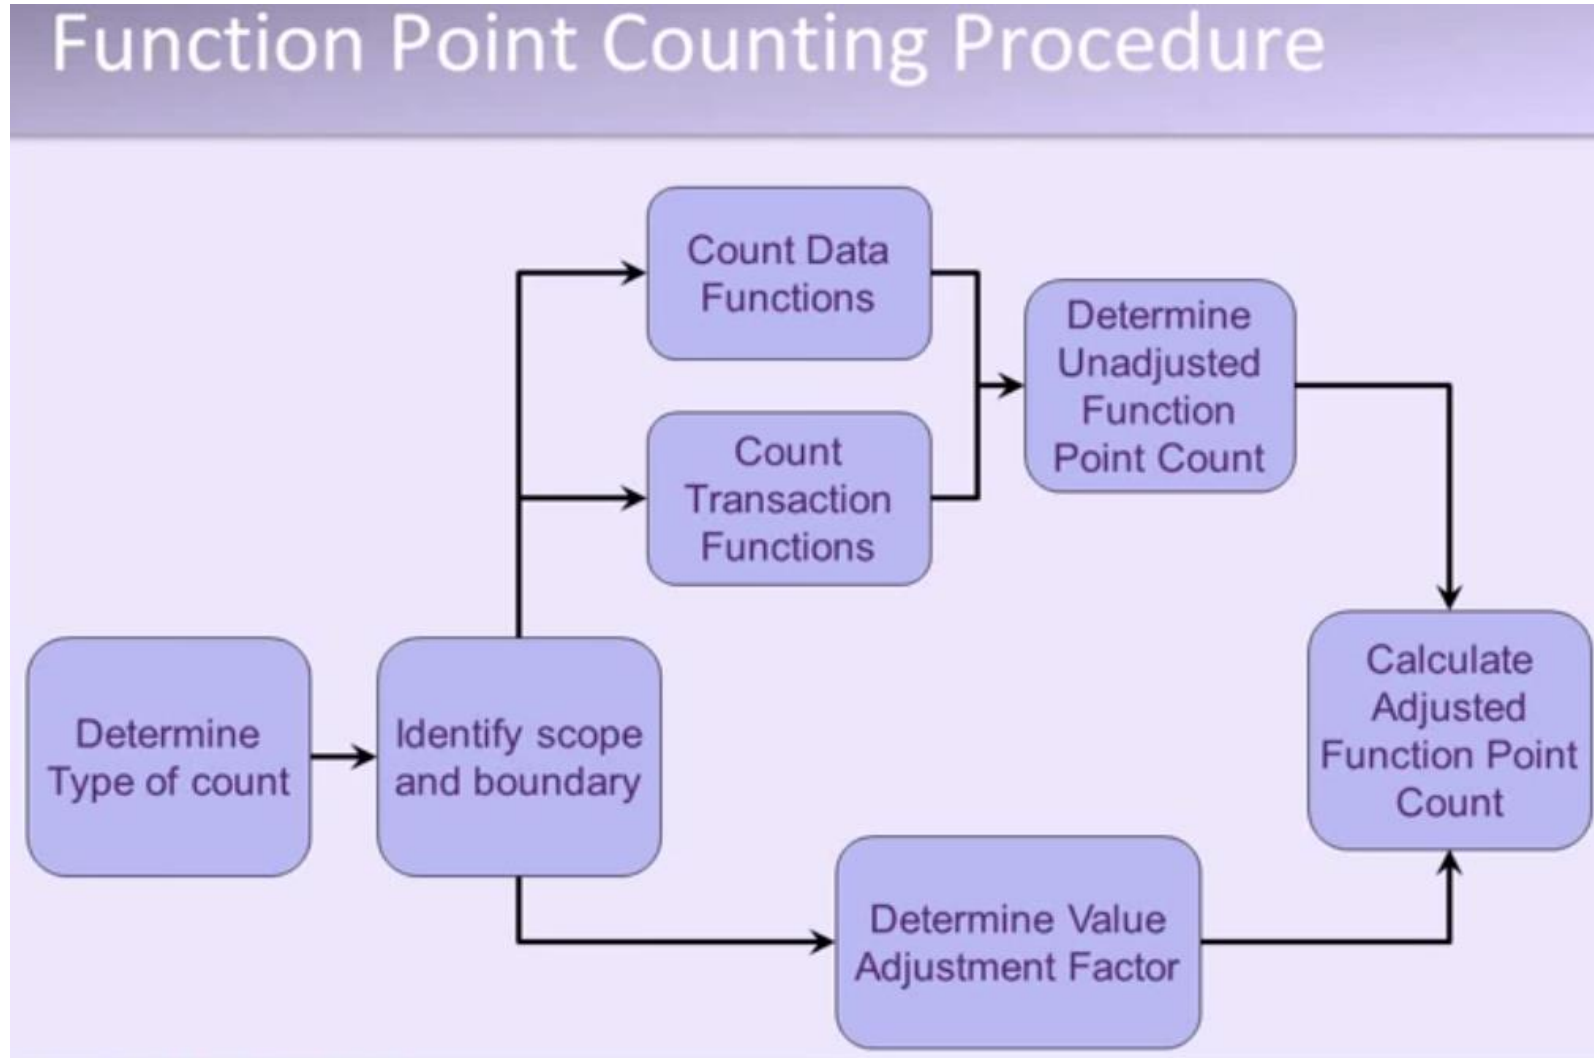 Function Point Counting Procedure
Count Data
Functions
Count
Transaction
Functions
Determine
Unadjusted
Function
Point Count
Determine
Type of count
Identify scope
and boundary
Calculate
Adjusted
Function Point
Count
Determine Value
Adjustment Factor